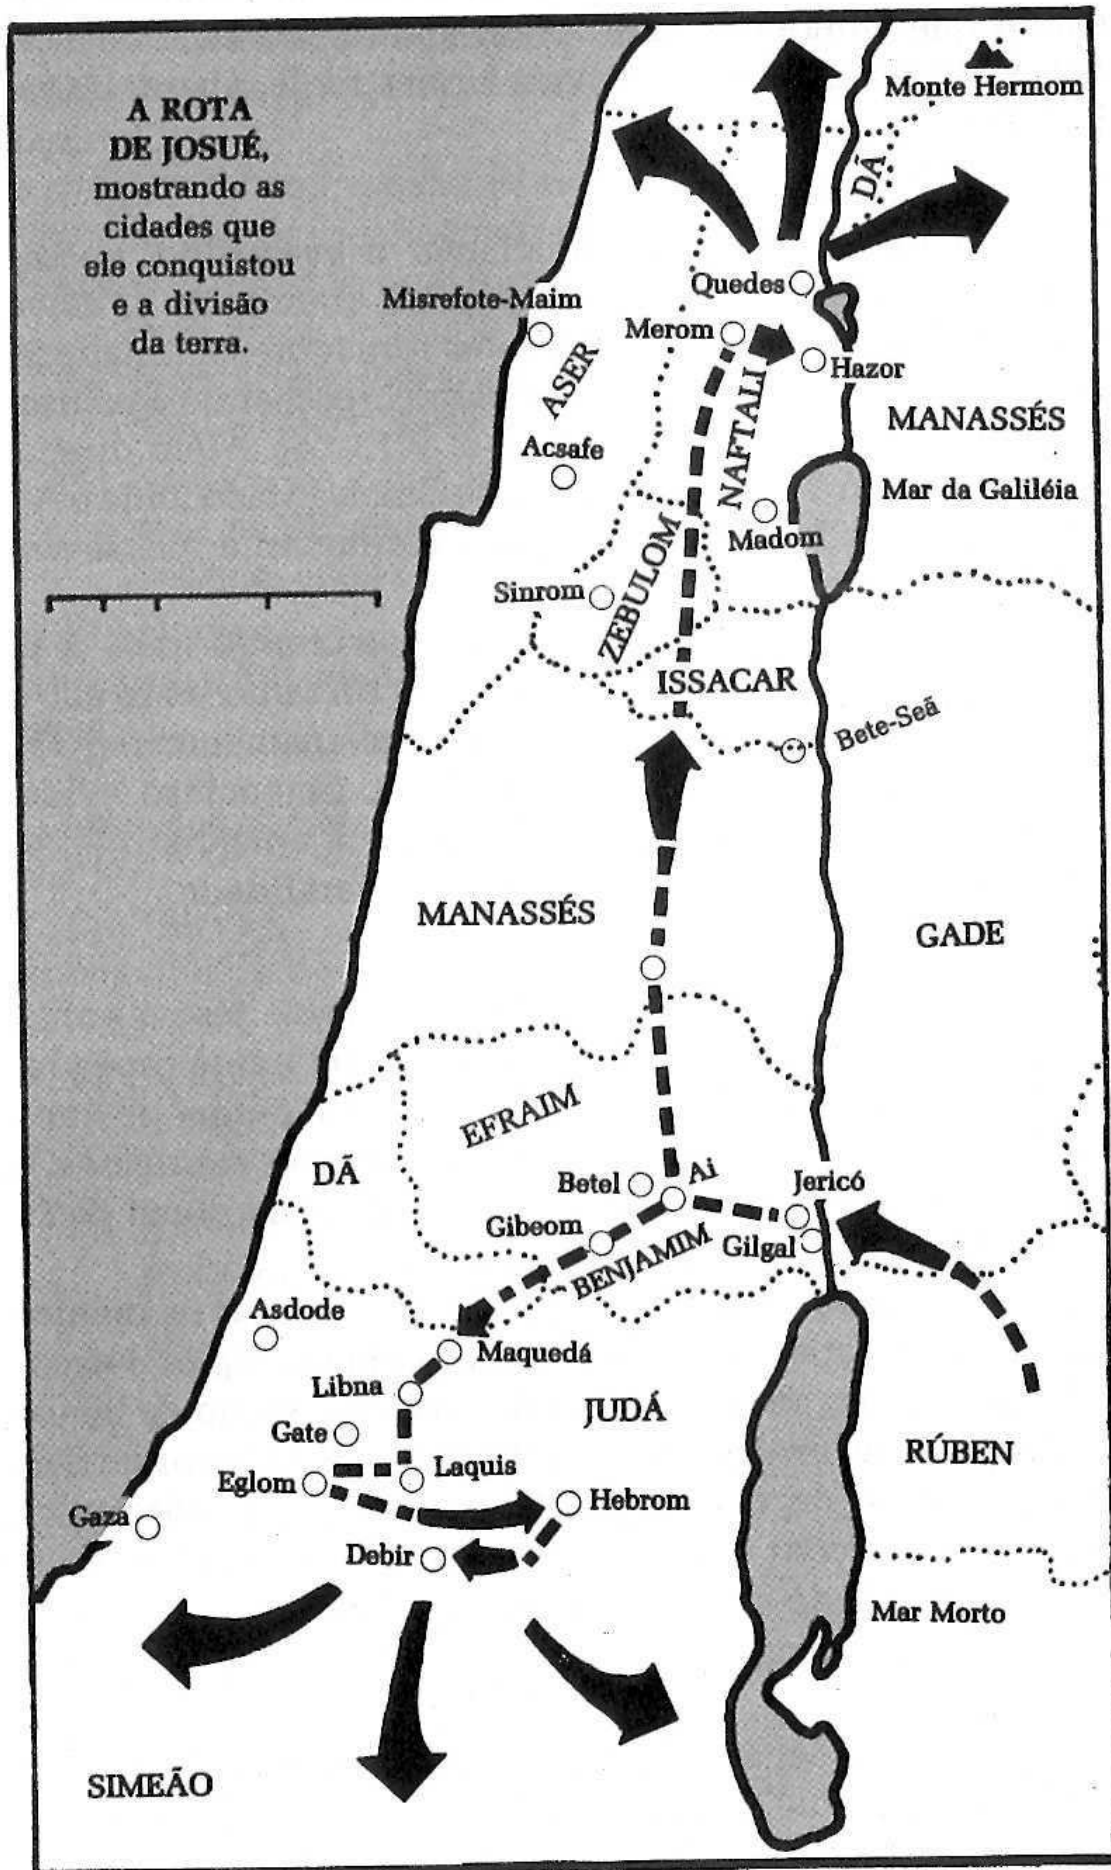 A ROTA
DE JOSUÉ,
mostrando as
cidades que
ele conquistou
e a divisão
da terra.
Monte Hermom
DÃ
Quedes
Misrefote-Maim
Merom
Hazor
ASER
NAFTALI
MANASSÉS
Acsafe
Mar da Galiléia
Madom
Sinrom
ZEBULOM
ISSACAR
Bete-Seã
MANASSÉS
GADE
EFRAIM
DÃ
Betel
Ai
Jericó
Gibeom
BENJAMIM
Gilgal
Asdode
Maquedá
Libna
JUDÁ
Gate
RÚBEN
Eglom
Laquis
Hebrom
Gaza
Debir
Mar Morto
SIMEÃO